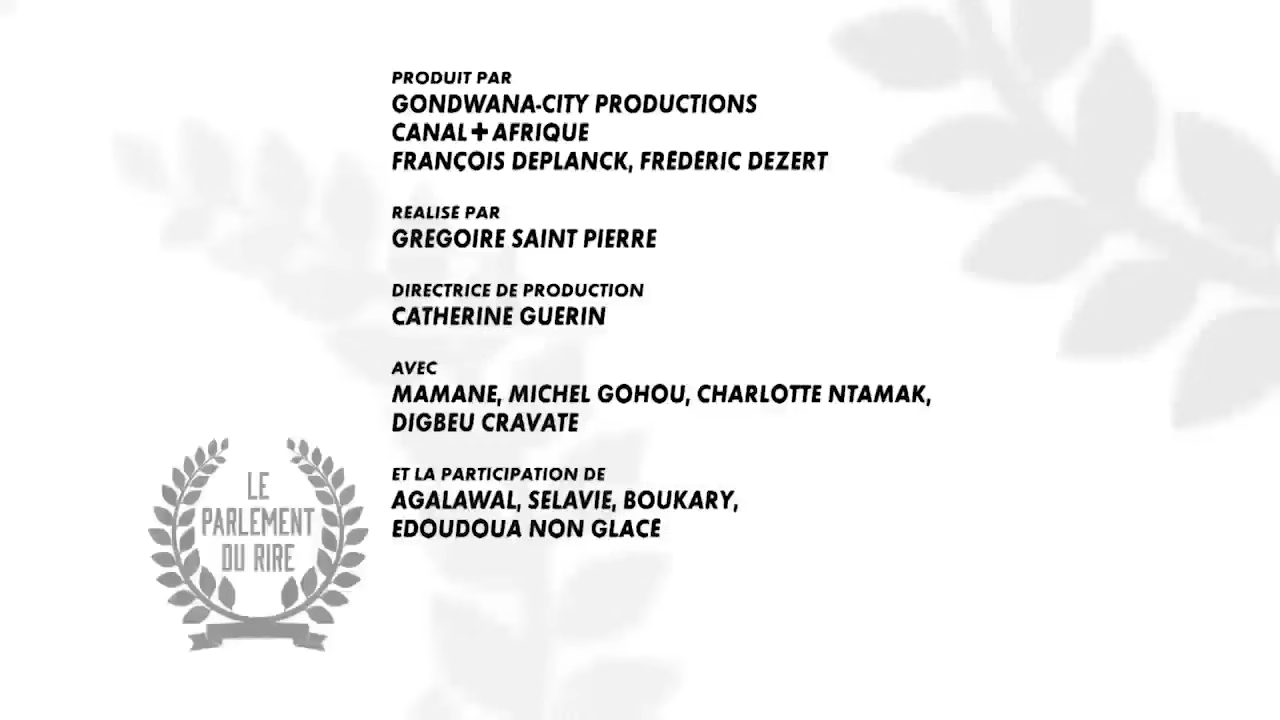 PRODUIT PAR
GONDWANA-CITY PRODUCTIONS
CANAL+ AFRIQUE
FRANÇOIS DEPLANCK, FRÉDÉRIC DEZERT
RÉALISÉ PAR
GREGOIRE SAINT PIERRE
DIRECTRICE DE PRODUCTION
CATHERINE GUERIN
AVEC
MAMANE, MICHEL GOHOU, CHARLOTTE NTAMAK,
DIGBEU CRAVATE
ET LA PARTICIPATION DE
AGALAWAL, SELAVIE, BOUKARY,
EDOUDOUA NON GLACÉ
LE
PARLEMENT
DU RIRE